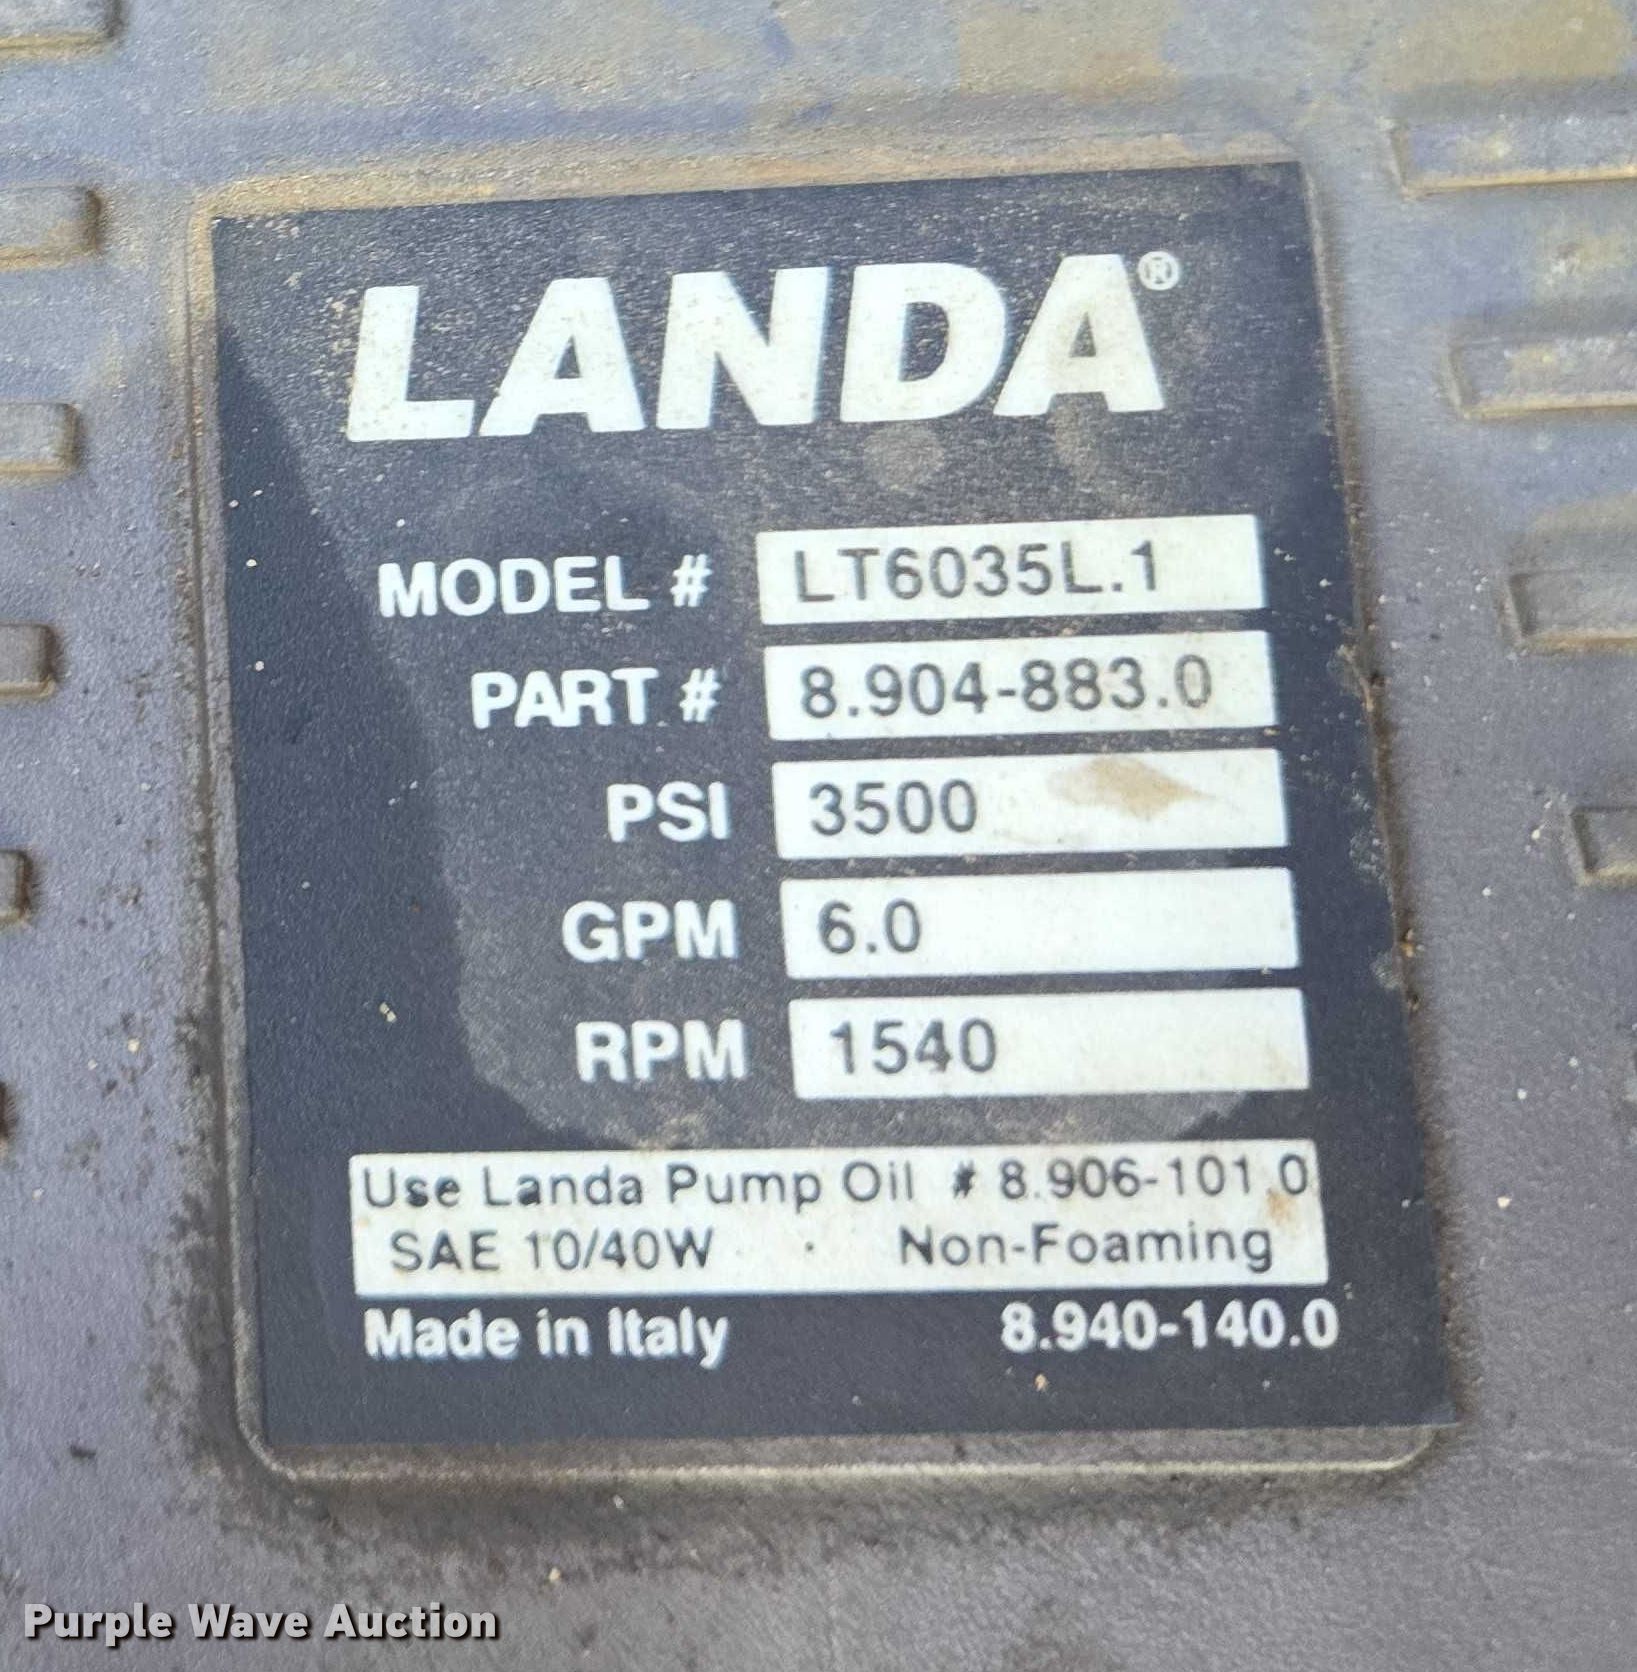 LANDA®
MODEL # LT6035L.1
PART # 8.904-883.0
PSI 3500
GPM 6.0
RPM 1540
Use Landa Pump Oil # 8.906-101.0
SAE 10/40W Non-Foaming
Made in Italy 8.940-140.0
Purple Wave Auction